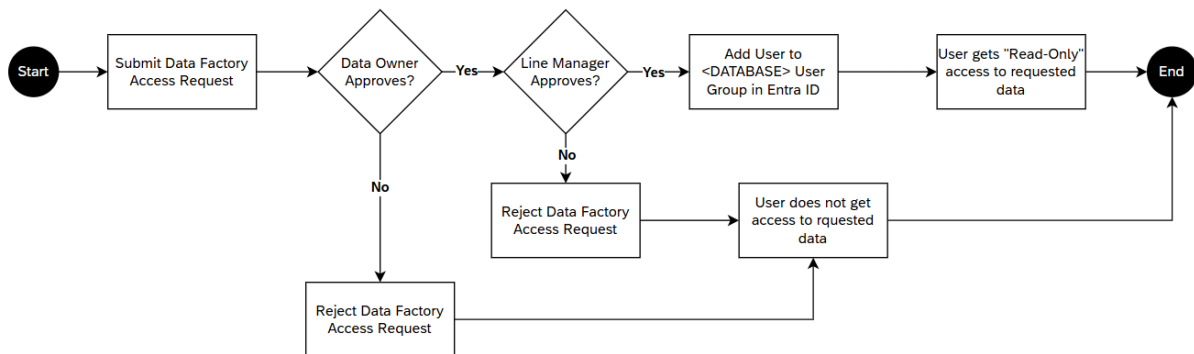 Start
Submit Data Factory
Access Request
Data Owner
Approves?
Yes
Line Manager
Approves?
Yes
Add User to
<DATABASE> User
Group in Entra ID
User gets "Read-Only"
access to requested
data
End
No
No
Reject Data Factory
Access Request
User does not get
access to rquested
data
Reject Data Factory
Access Request